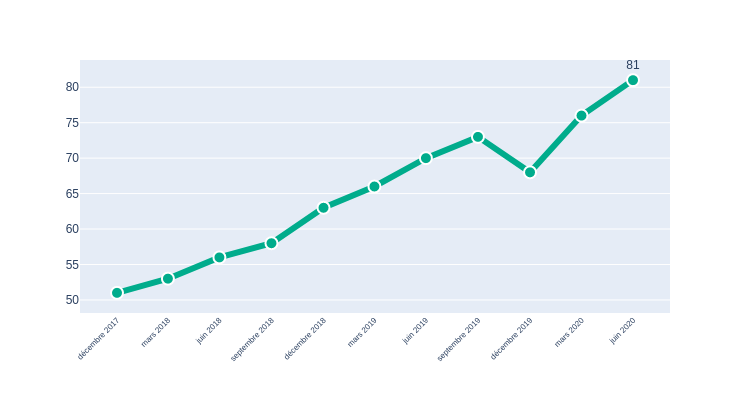 81
80
75
70
65
60
55
50
décembre 2017
mars 2018
juin 2018
septembre 2018
décembre 2018
mars 2019
juin 2019
septembre 2019
décembre 2019
mars 2020
juin 2020